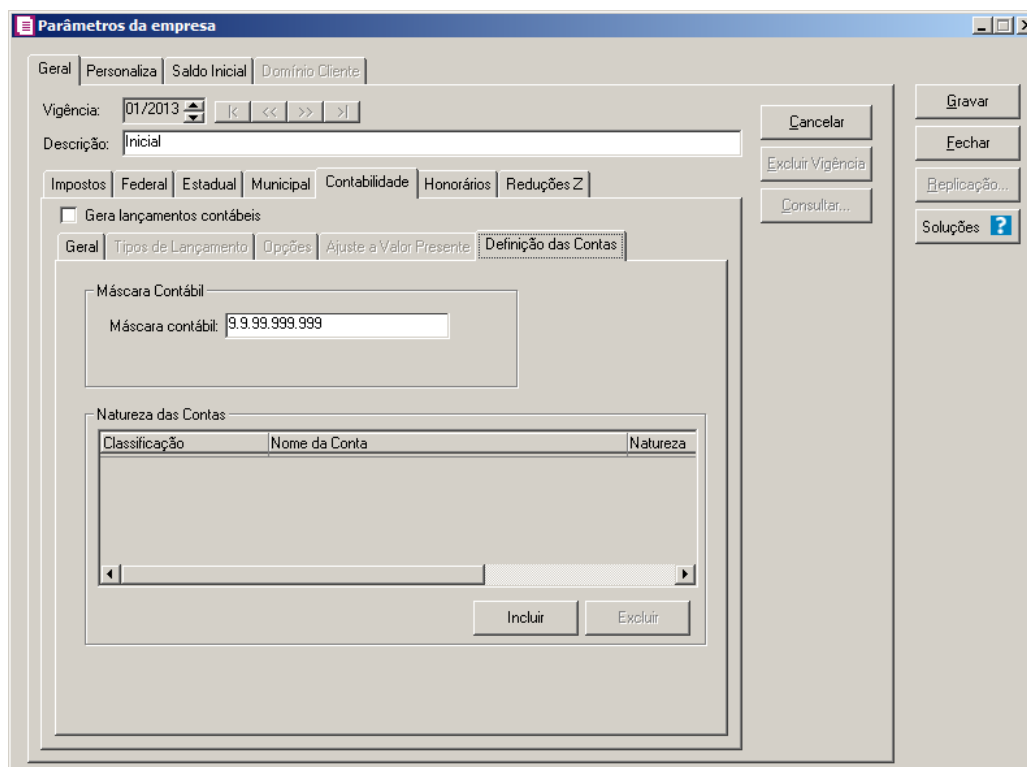 Parâmetros da empresa
Geral Personaliza Saldo Inicial Domínio Cliente
Vigência: 01/2013 |< << >> >|
Descrição: Inicial
Cancelar
Excluir Vigência
Consultar...
Gravar
Fechar
Replicação...
Soluções ?
Impostos Federal Estadual Municipal Contabilidade Honorários Reduções Z
Gera lançamentos contábeis
Geral Tipos de Lançamento Opções Ajuste a Valor Presente Definição das Contas
Máscara Contábil
Máscara contábil: 9.9.99.999.999
Natureza das Contas
Classificação Nome da Conta Natureza
Incluir Excluir